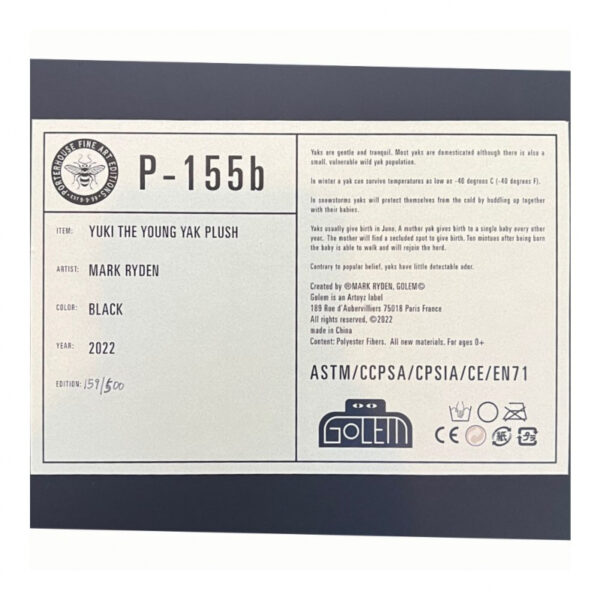 PORTERHOUSE FINE ART EDITIONS
P-155b
ITEM: YUKI THE YOUNG YAK PLUSH
ARTIST: MARK RYDEN
COLOR: BLACK
YEAR: 2022
EDITION: 159/500
Yaks are gentle and tranquil. Most yaks are domesticated although there is also a
small, vulnerable wild yak population.
In winter a yak can survive temperatures as low as -40 degrees C (-40 degrees F).
In snowstorms yaks will protect themselves from the cold by huddling up together
with their babies.
Yaks usually give birth in June. A mother yak gives birth to a single baby every other
year. The mother will find a secluded spot to give birth. Ten mintues after being born
the baby is able to walk and will rejoin the herd.
Contrary to popular belief, yaks have little detectable odor.
Created by ®MARK RYDEN, GOLEM©
Golem is an Artoyz label
189 Rue d'Aubervilliers 75018 Paris France
All rights reserved, ©2022
made in China
Content: Polyester Fibers. All new materials. For ages 0+
ASTM/CCPSA/CPSIA/CE/EN71
GOLEM
CE 紙 プラ